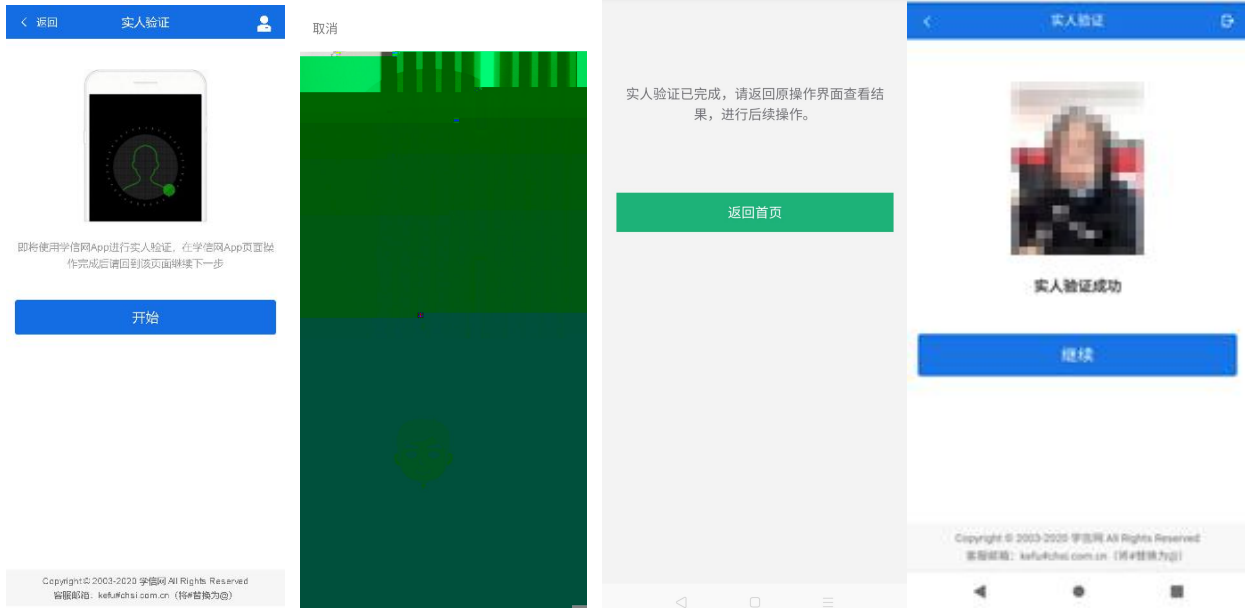 返回
实人验证
即将使用学信网App进行实人验证，在学信网App页面操
作完成后请回到该页面继续下一步
开始
Copyright © 2003-2020 学信网 All Rights Reserved
客服邮箱：kefu#chsi.com.cn（将#替换为@）
取消
实人验证已完成，请返回原操作界面查看结
果，进行后续操作。
返回首页
实人验证
实人验证成功
继续
Copyright © 2003-2020 学信网 All Rights Reserved
客服邮箱：kefu#chsi.com.cn（将#替换为@）